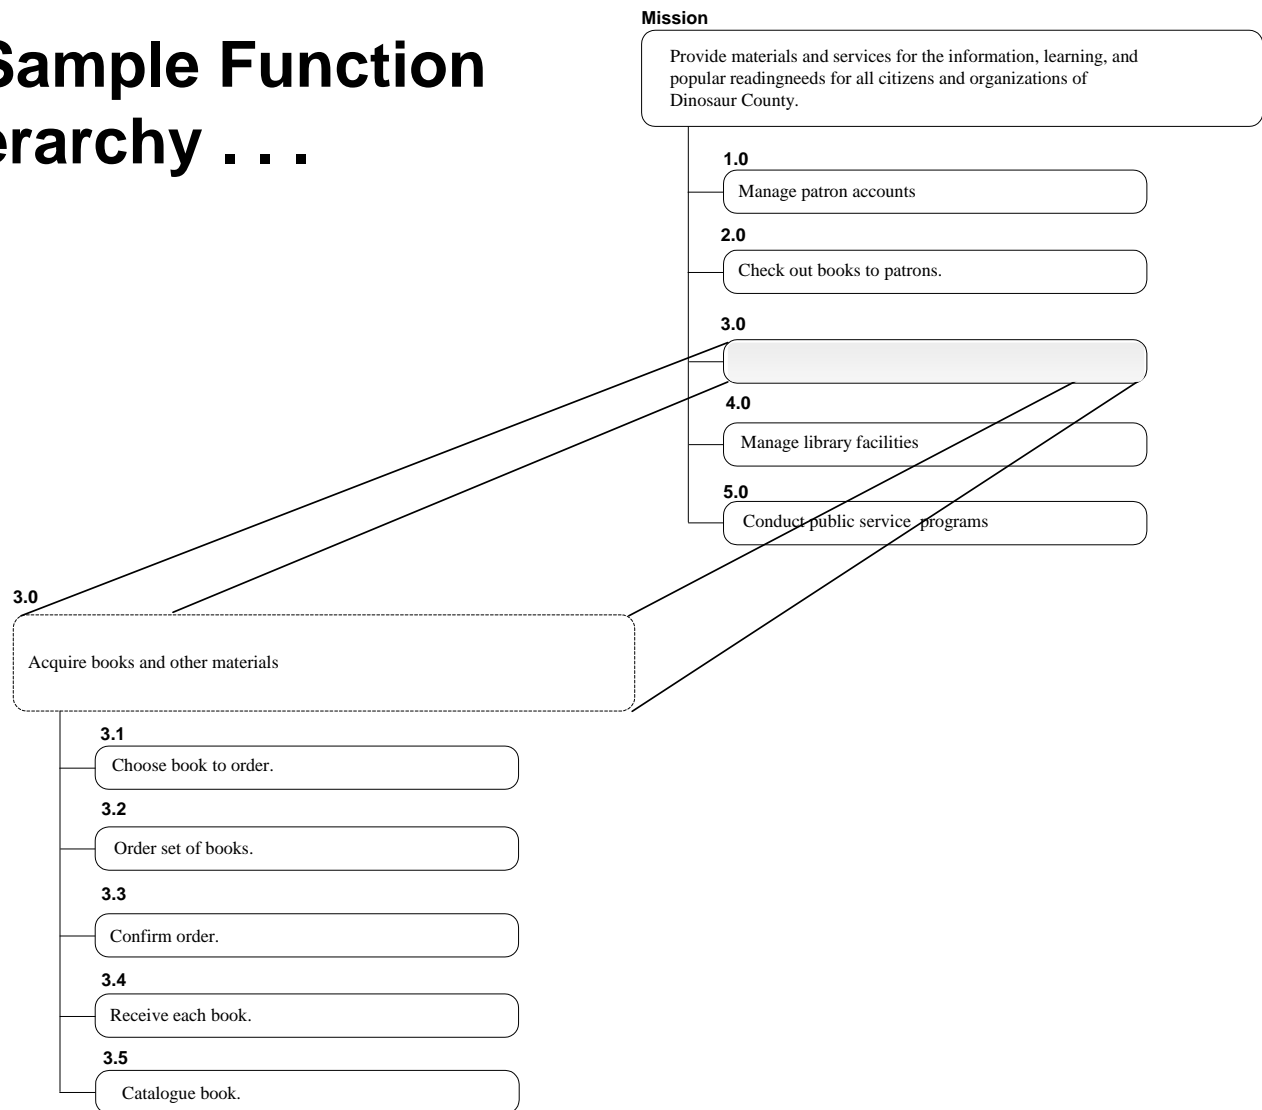 Sample Function
erarchy . . .
Mission
Provide materials and services for the information, learning, and
popular readingneeds for all citizens and organizations of
Dinosaur County.
1.0
Manage patron accounts
2.0
Check out books to patrons.
3.0
4.0
Manage library facilities
5.0
Conduct public service programs
3.0
Acquire books and other materials
3.1
Choose book to order.
3.2
Order set of books.
3.3
Confirm order.
3.4
Receive each book.
3.5
Catalogue book.